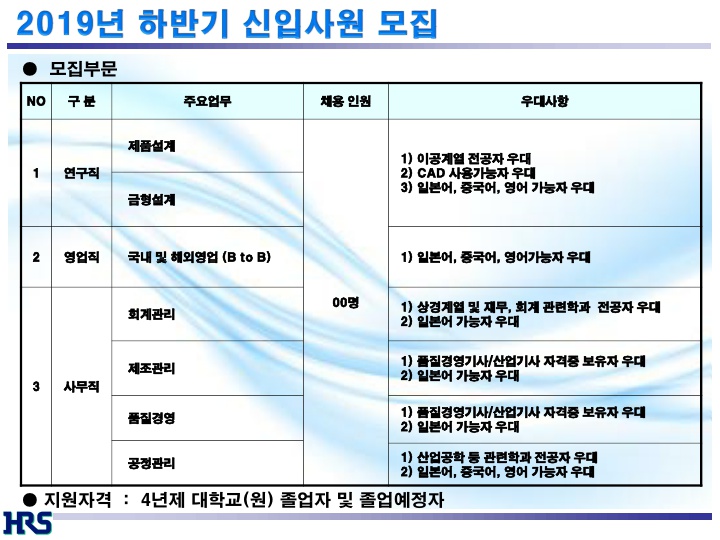 2019년 하반기 신입사원 모집
● 모집부문
NO 구 분 주요업무 채용 인원 우대사항
1 연구직 제품설계
금형설계
00명
1) 이공계열 전공자 우대
2) CAD 사용가능자 우대
3) 일본어, 중국어, 영어 가능자 우대
2 영업직 국내 및 해외영업 (B to B)
1) 일본어, 중국어, 영어가능자 우대
3 사무직 회계관리
1) 상경계열 및 재무, 회계 관련학과 전공자 우대
2) 일본어 가능자 우대
제조관리
1) 품질경영기사/산업기사 자격증 보유자 우대
2) 일본어 가능자 우대
품질경영
1) 품질경영기사/산업기사 자격증 보유자 우대
2) 일본어 가능자 우대
공정관리
1) 산업공학 등 관련학과 전공자 우대
2) 일본어, 중국어, 영어 가능자 우대
● 지원자격 : 4년제 대학교(원) 졸업자 및 졸업예정자
HRS